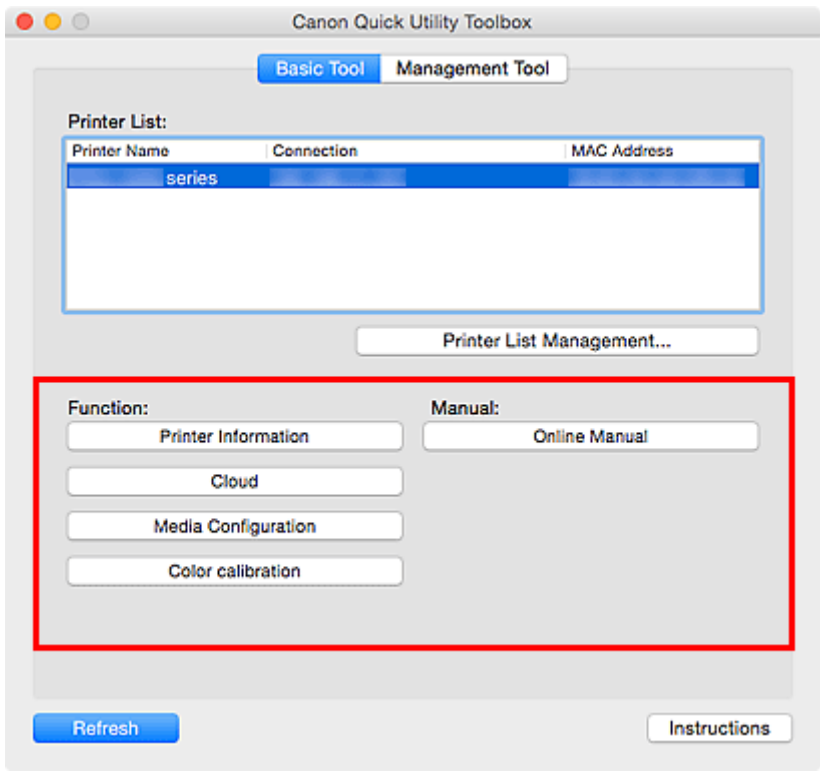 Canon Quick Utility Toolbox
Basic Tool Management Tool
Printer List:
Printer Name Connection MAC Address
series
Printer List Management...
Function: Manual:
Printer Information Online Manual
Cloud
Media Configuration
Color calibration
Refresh Instructions